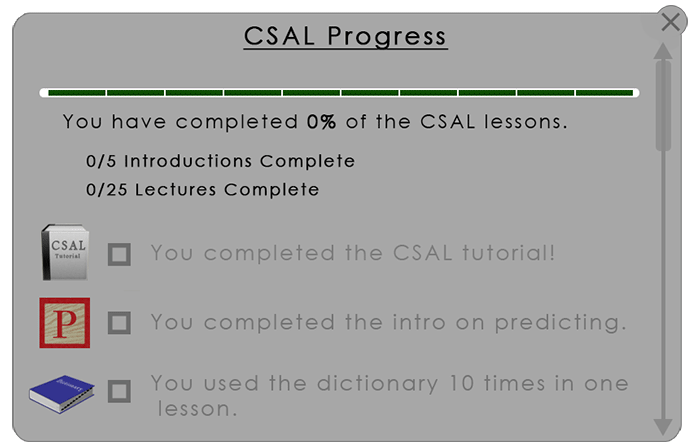 CSAL Progress
You have completed 0% of the CSAL lessons.
0/5 Introductions Complete
0/25 Lectures Complete
CSAL
Tutorial
You completed the CSAL tutorial!
P
You completed the intro on predicting.
Dictionary
You used the dictionary 10 times in one
lesson.